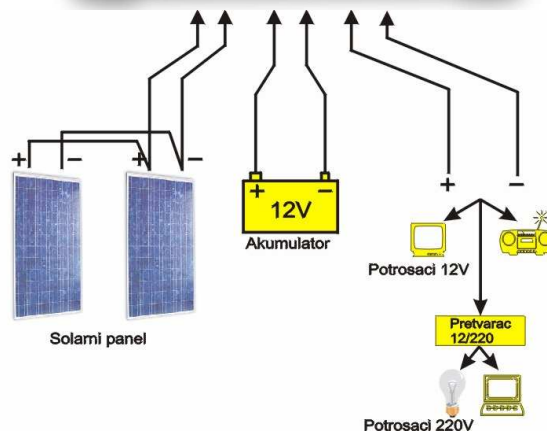 + - + -
+ -
12V
Akumulator
+ -
Potrosaci 12V
Solarni panel
Pretvarac
12/220
Potrosaci 220V